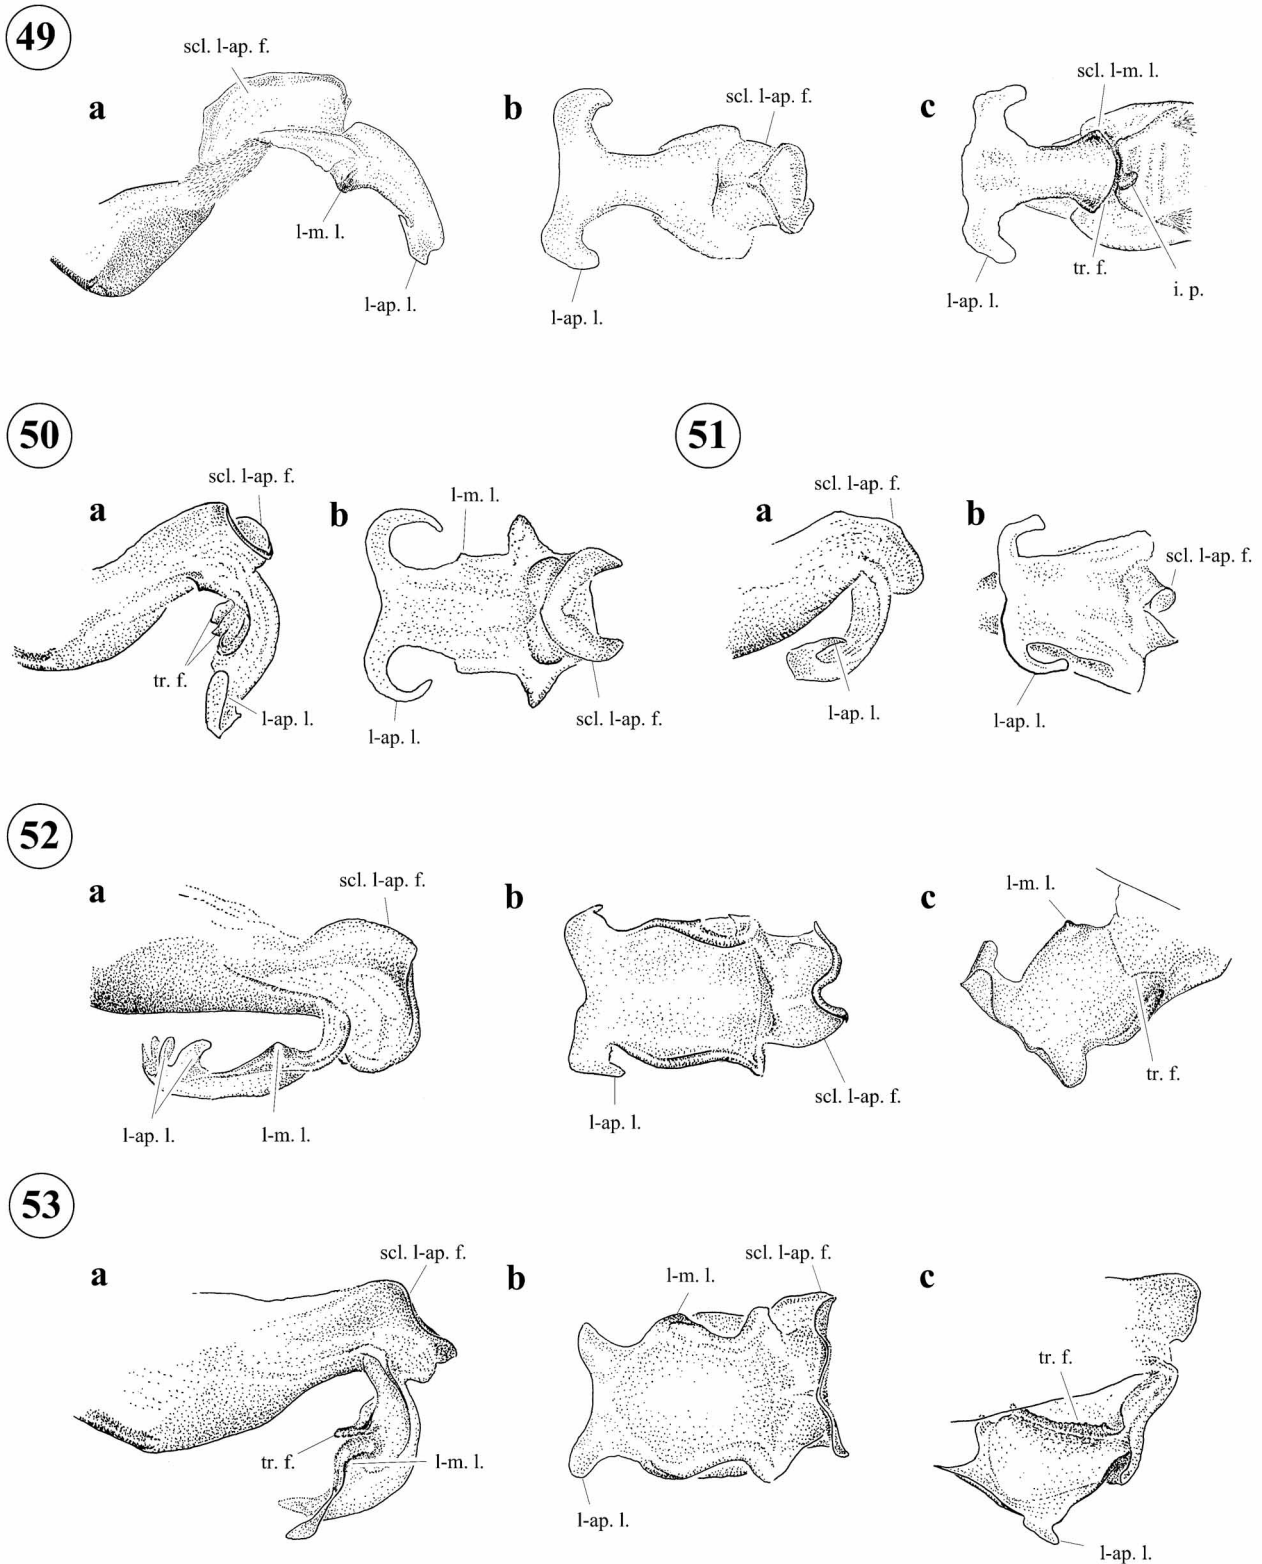 49
scl. l-ap. f.
a
l-m. l.
l-ap. l.
b
scl. l-ap. f.
l-ap. l.
c
scl. l-m. l.
tr. f.
i. p.
l-ap. l.
50
a
scl. l-ap. f.
tr. f.
l-ap. l.
b
l-m. l.
l-ap. l.
scl. l-ap. f.
51
a
scl. l-ap. f.
l-ap. l.
b
scl. l-ap. f.
l-ap. l.
52
a
scl. l-ap. f.
l-ap. l.
l-m. l.
b
l-ap. l.
scl. l-ap. f.
c
l-m. l.
tr. f.
53
a
scl. l-ap. f.
tr. f.
l-m. l.
b
l-m. l.
scl. l-ap. f.
l-ap. l.
c
tr. f.
l-ap. l.